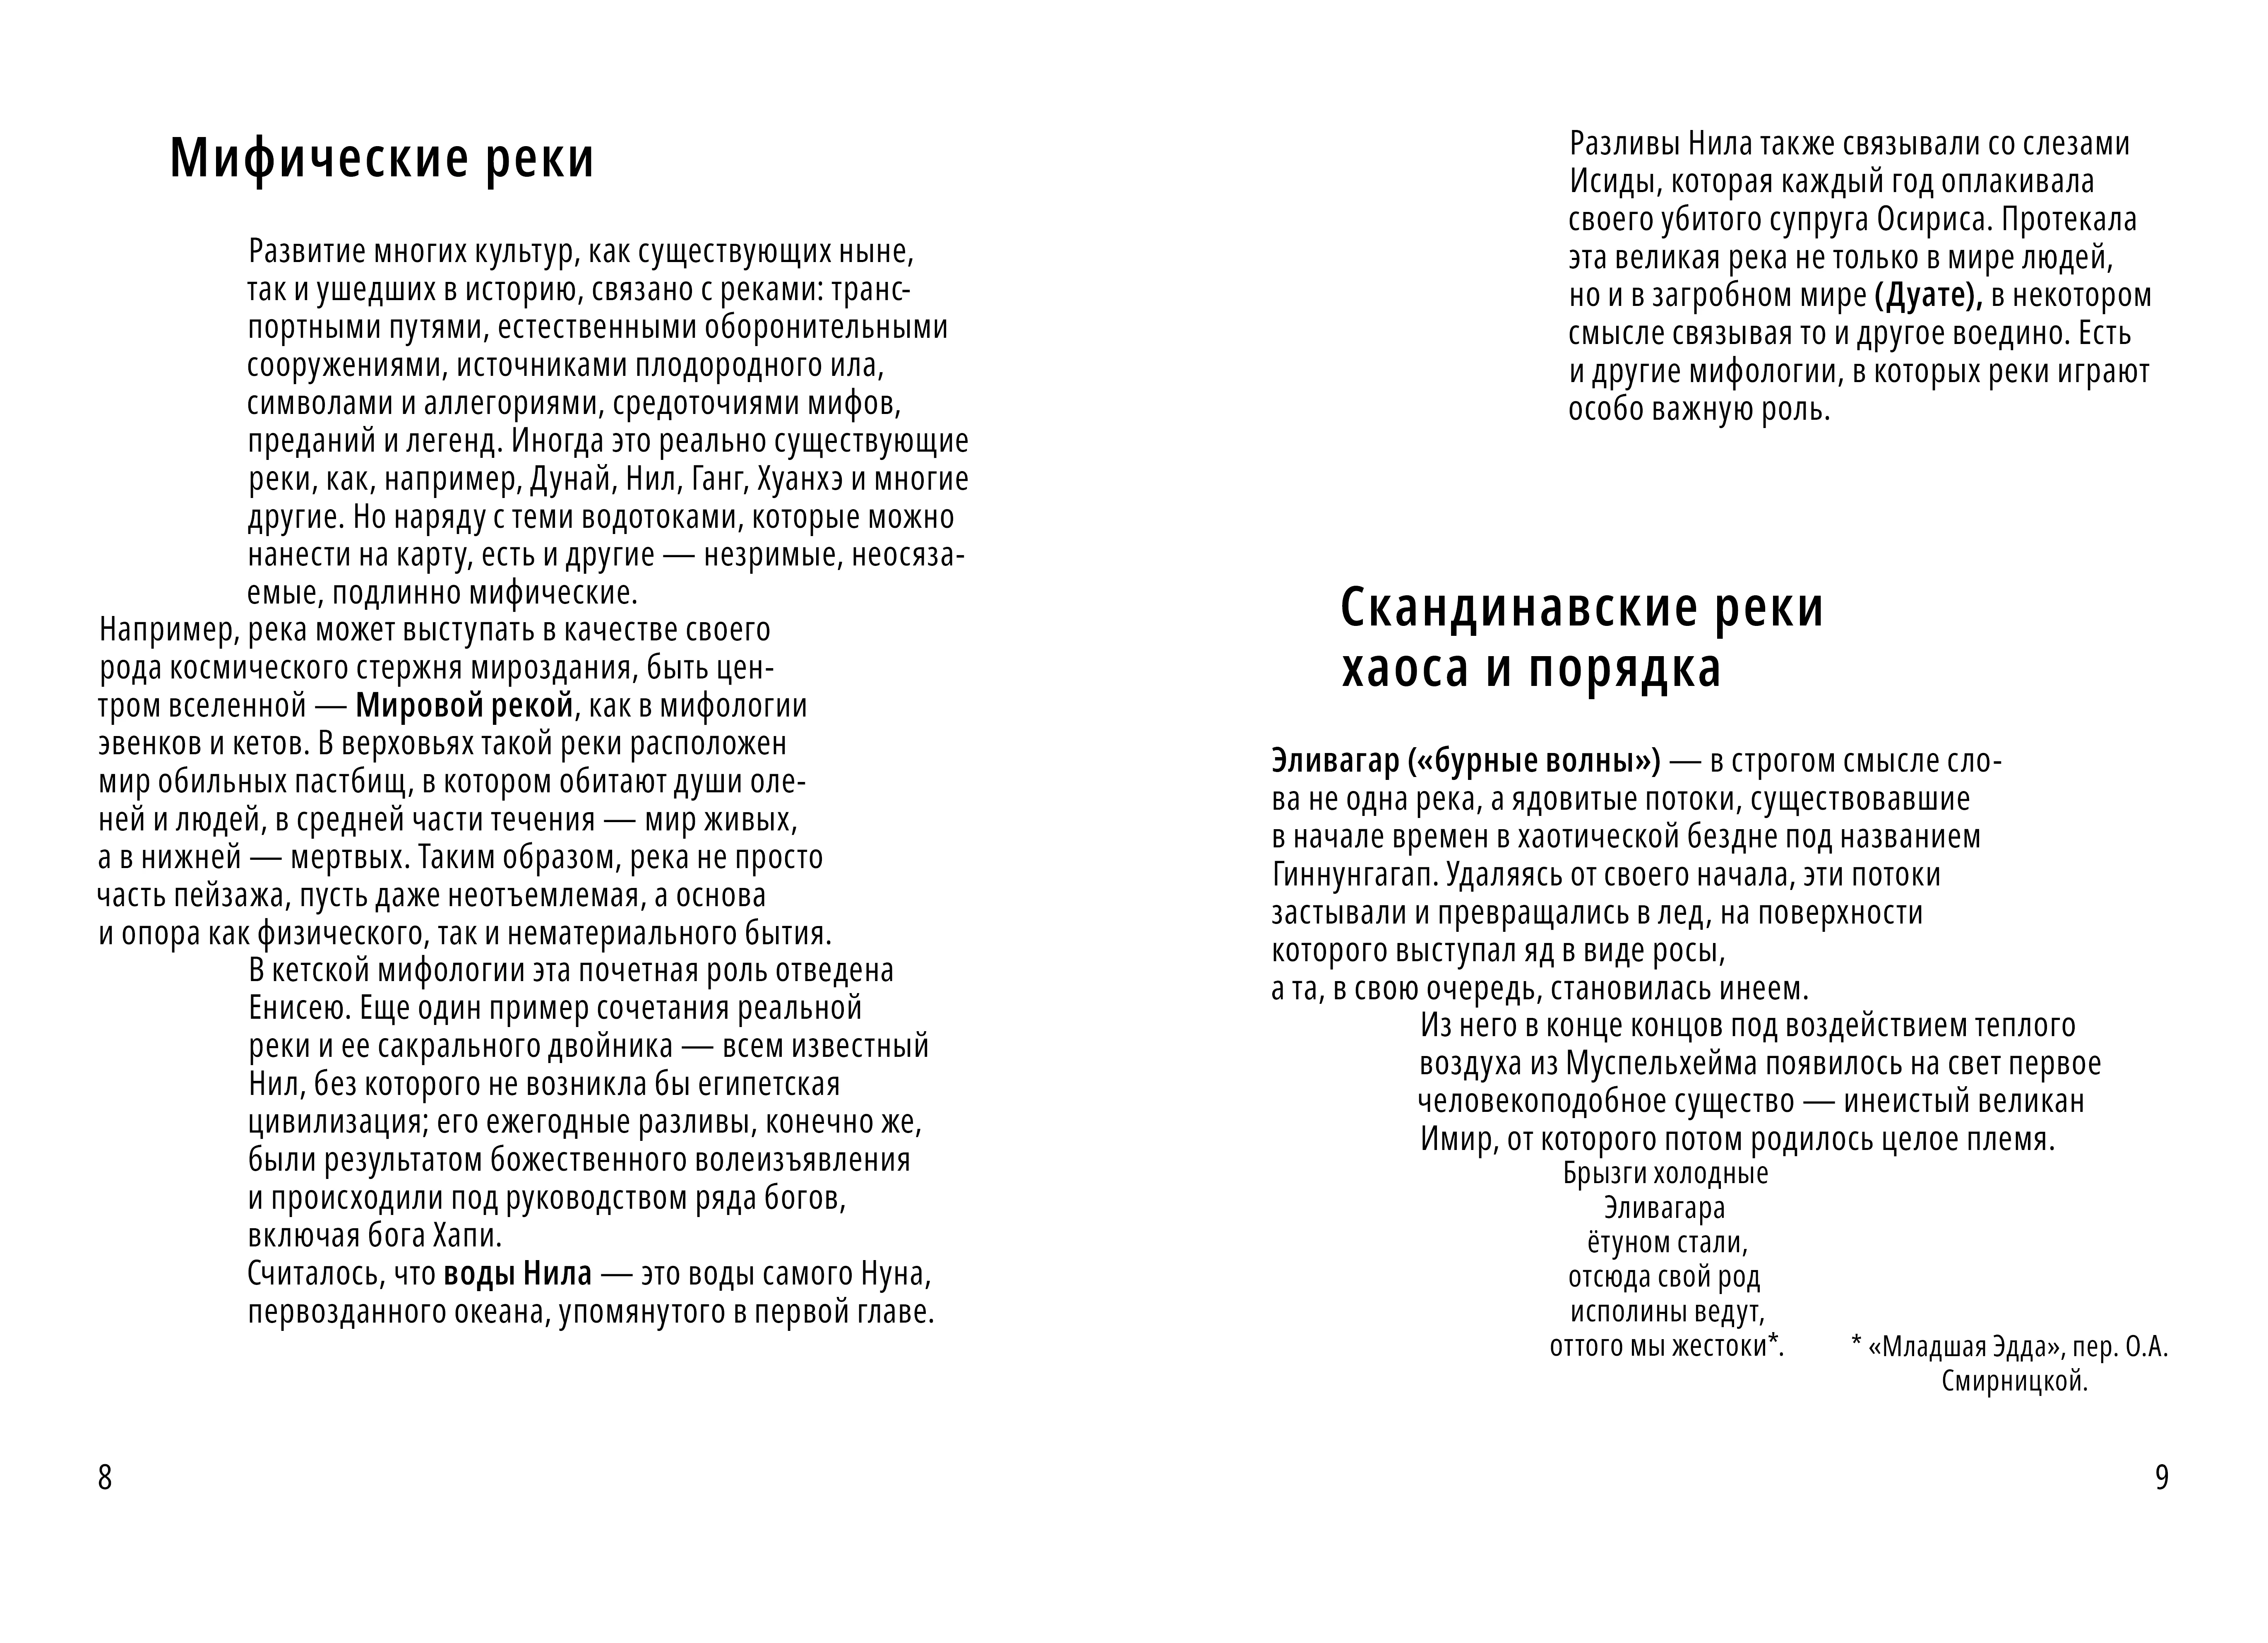 Мифические реки
Развитие многих культур, как существующих ныне,
так и ушедших в историю, связано с реками: транс-
портными путями, естественными оборонительными
сооружениями, источниками плодородного ила,
символами и аллегориями, средоточиями мифов,
преданий и легенд. Иногда это реально существующие
реки, как, например, Дунай, Нил, Ганг, Хуанхэ и многие
другие. Но наряду с теми водотоками, которые можно
нанести на карту, есть и другие — незримые, неосяза-
емые, подлинно мифические.
Например, река может выступать в качестве своего
рода космического стержня мироздания, быть цен-
тром вселенной — Мировой рекой, как в мифологии
эвенков и кетов. В верховьях такой реки расположен
мир обильных пастбищ, в котором обитают души оле-
ней и людей, в средней части течения — мир живых,
а в нижней — мертвых. Таким образом, река не просто
часть пейзажа, пусть даже неотъемлемая, а основа
и опора как физического, так и нематериального бытия.
В кетской мифологии эта почетная роль отведена
Енисею. Еще один пример сочетания реальной
реки и ее сакрального двойника — всем известный
Нил, без которого не возникла бы египетская
цивилизация; его ежегодные разливы, конечно же,
были результатом божественного волеизъявления
и происходили под руководством ряда богов,
включая бога Хапи.
Считалось, что воды Нила — это воды самого Нуна,
первозданного океана, упомянутого в первой главе.
8
Разливы Нила также связывали со слезами
Исиды, которая каждый год оплакивала
своего убитого супруга Осириса. Протекала
эта великая река не только в мире людей,
но и в загробном мире (Дуате), в некотором
смысле связывая то и другое воедино. Есть
и другие мифологии, в которых реки играют
особо важную роль.
Скандинавские реки
хаоса и порядка
Эливагар («бурные волны») — в строгом смысле сло-
ва не одна река, а ядовитые потоки, существовавшие
в начале времен в хаотической бездне под названием
Гиннунгагап. Удаляясь от своего начала, эти потоки
застывали и превращались в лед, на поверхности
которого выступал яд в виде росы,
а та, в свою очередь, становилась инеем.
Из него в конце концов под воздействием теплого
воздуха из Муспельхейма появилось на свет первое
человекоподобное существо — инеистый великан
Имир, от которого потом родилось целое племя.
Брызги холодные
Эливагара
ётуном стали,
отсюда свой род
исполины ведут,
оттого мы жестоки*.
* «Младшая Эдда», пер. О.А.
Смирницкой.
9